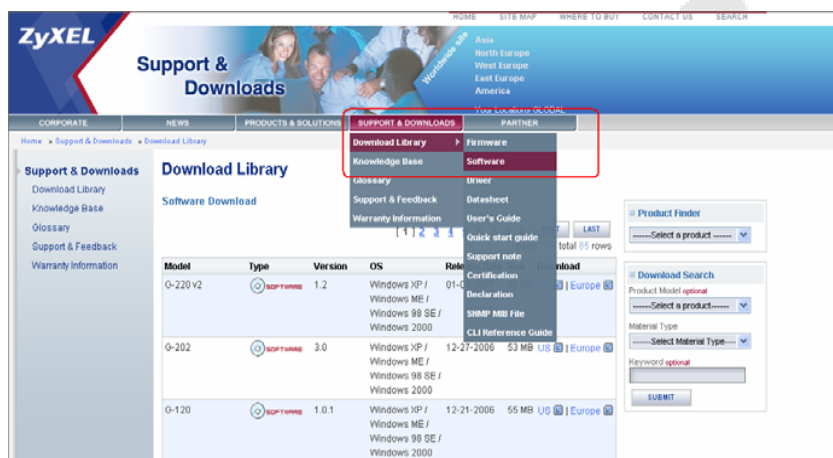 HOME SITE MAP WHERE TO BUY CONTACT US SEARCH
ZyXEL
Support &
Downloads
Worldwide site
Asia
North Europe
West Europe
East Europe
America
Your Location: GLOBAL
CORPORATE NEWS PRODUCTS & SOLUTIONS SUPPORT & DOWNLOADS PARTNER
Home » Support & Downloads » Download Library
Support & Downloads
Download Library
Knowledge Base
Glossary
Support & Feedback
Warranty Information
Download Library
Software Download
Download Library
Knowledge Base
Glossary
Support & Feedback
Warranty Information
Firmware
Software
Driver
Datasheet
User's Guide
Quick start guide
Support note
Certification
Declaration
SNMP MIB File
CLI Reference Guide
[ 1 ] 2 3 4 LAST
total 85 rows
Model Type Version OS
G-220 v2 SOFTWARE 1.2 Windows XP / Windows ME / Windows 98 SE / Windows 2000 | Europe
G-202 SOFTWARE 3.0 Windows XP / Windows ME / Windows 98 SE / Windows 2000 12-27-2006 53 MB US | Europe
G-120 SOFTWARE 1.0.1 Windows XP / Windows ME / Windows 98 SE / Windows 2000 12-21-2006 55 MB US | Europe
Product Finder
------Select a product------
Download Search
Product Model optional
------Select a product------
Material Type
------Select Material Type----
Keyword optional
SUBMIT